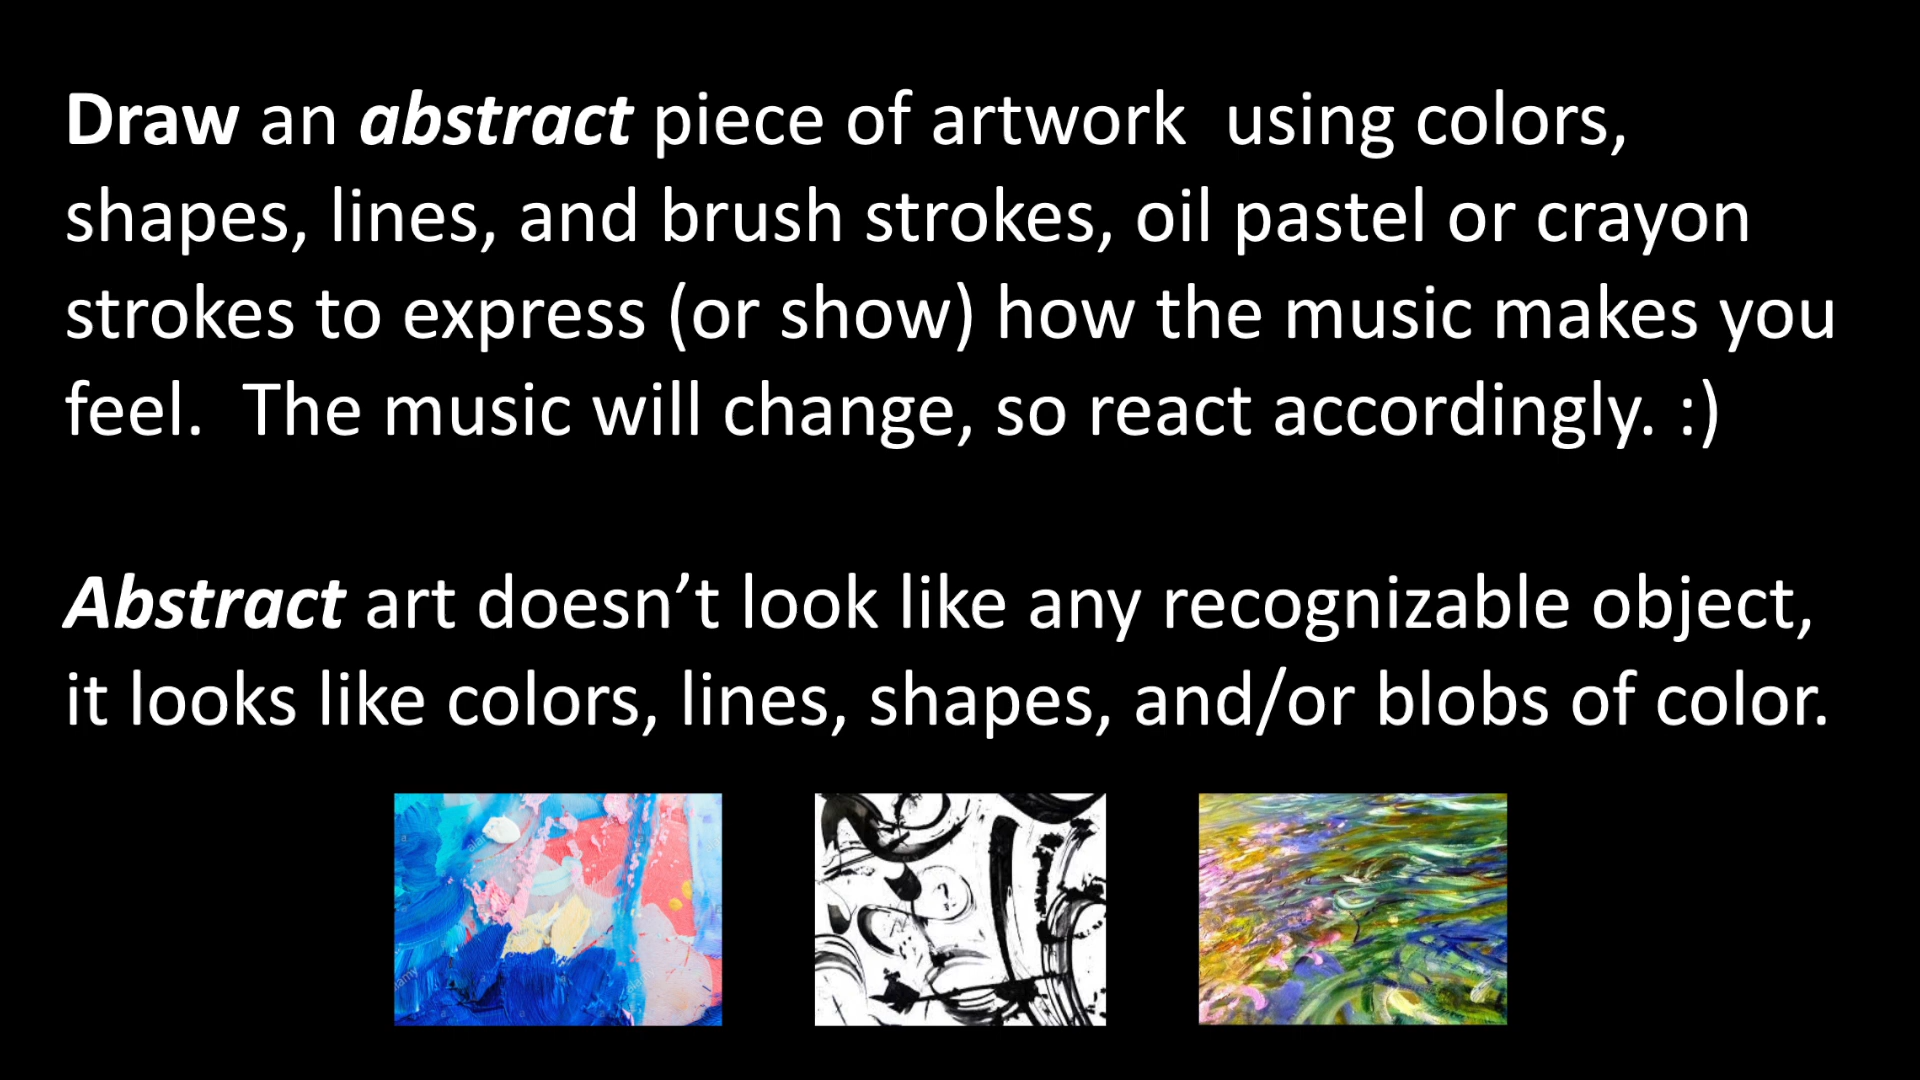 Draw an abstract piece of artwork  using colors,
shapes, lines, and brush strokes, oil pastel or crayon
strokes to express (or show) how the music makes you
feel.  The music will change, so react accordingly. :)
Abstract art doesn’t look like any recognizable object,
it looks like colors, lines, shapes, and/or blobs of color.